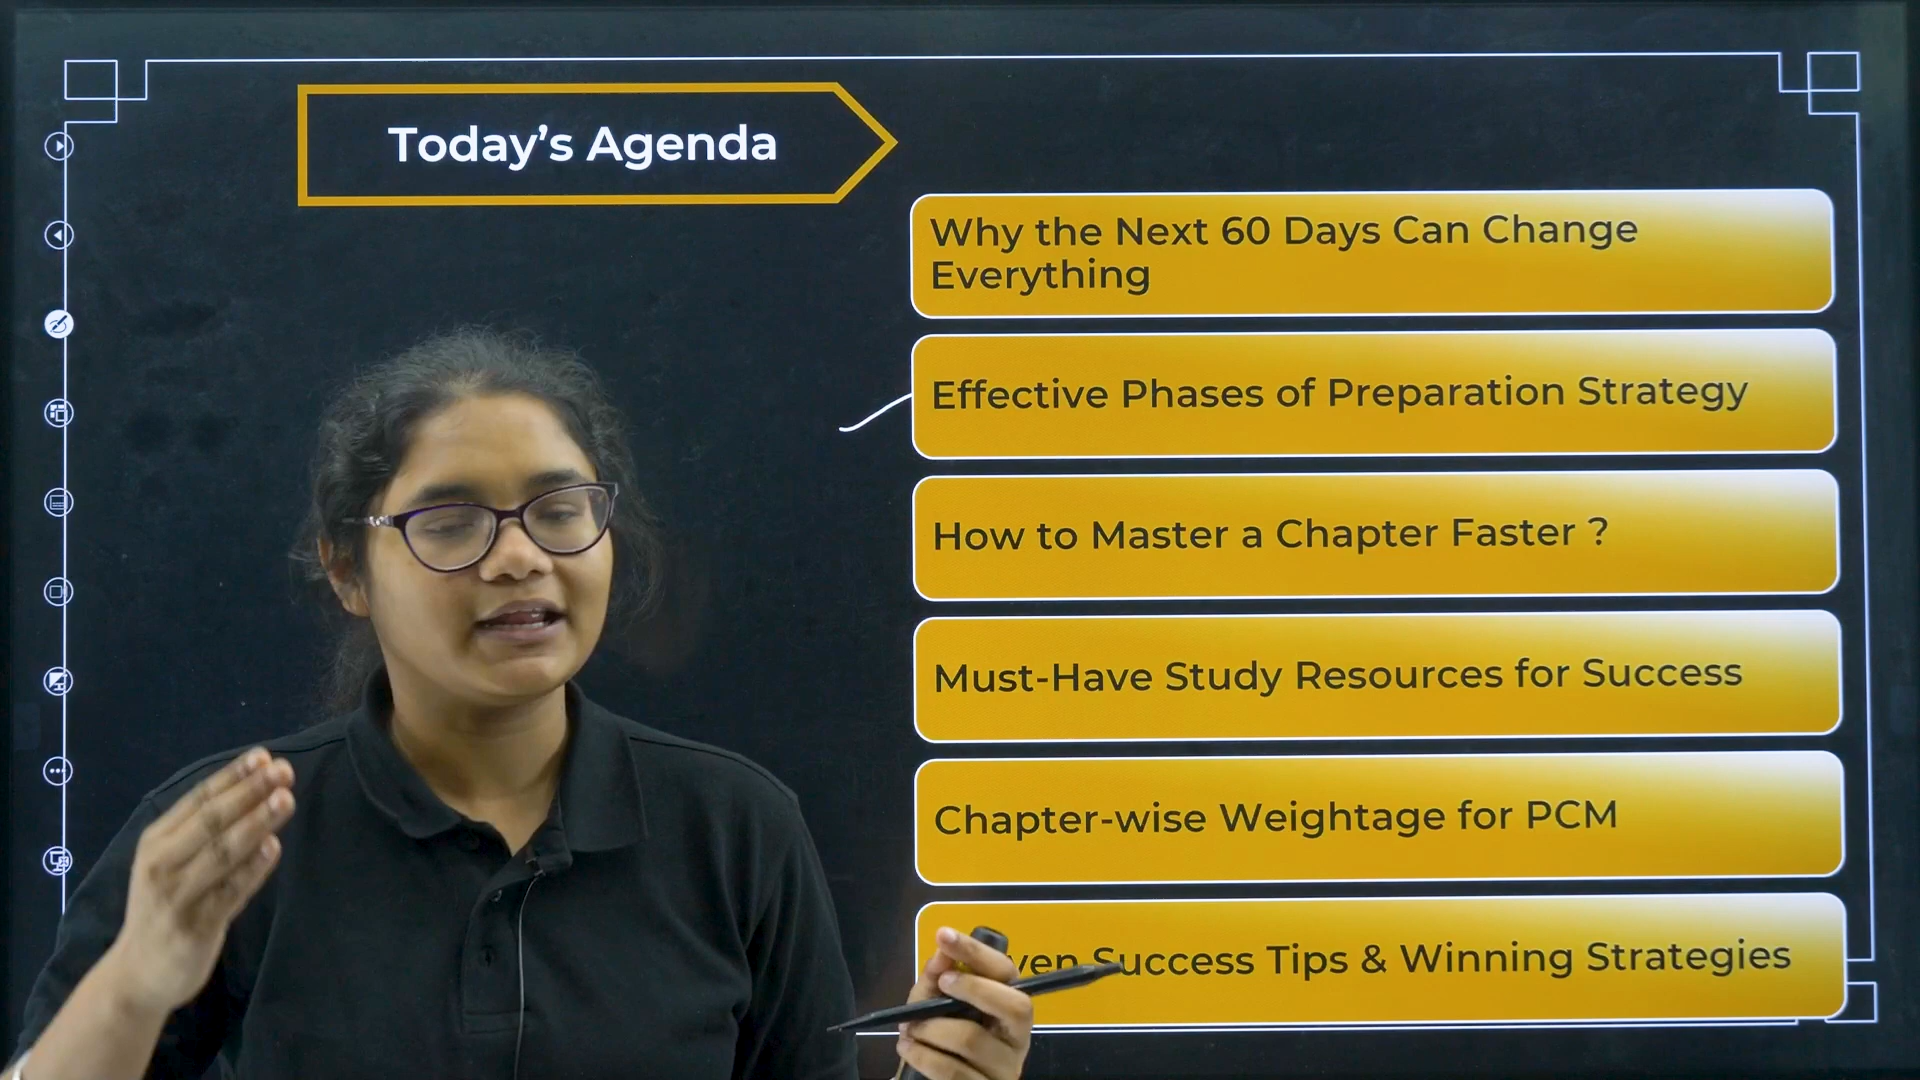 Today's Agenda
Why the Next 60 Days Can Change
Everything
Effective Phases of Preparation Strategy
How to Master a Chapter Faster ?
Must-Have Study Resources for Success
Chapter-wise Weightage for PCM
Success Tips & Winning Strategies